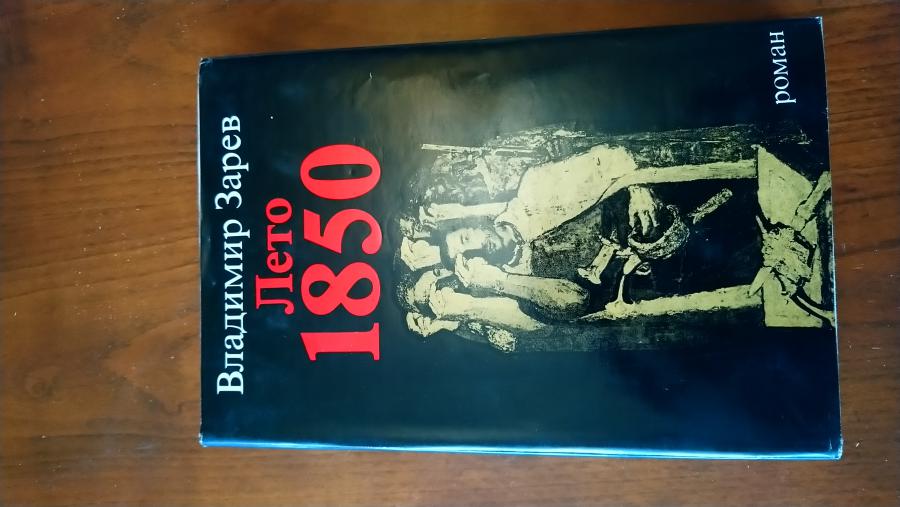 Владимир Зарев
Лето
1850
роман